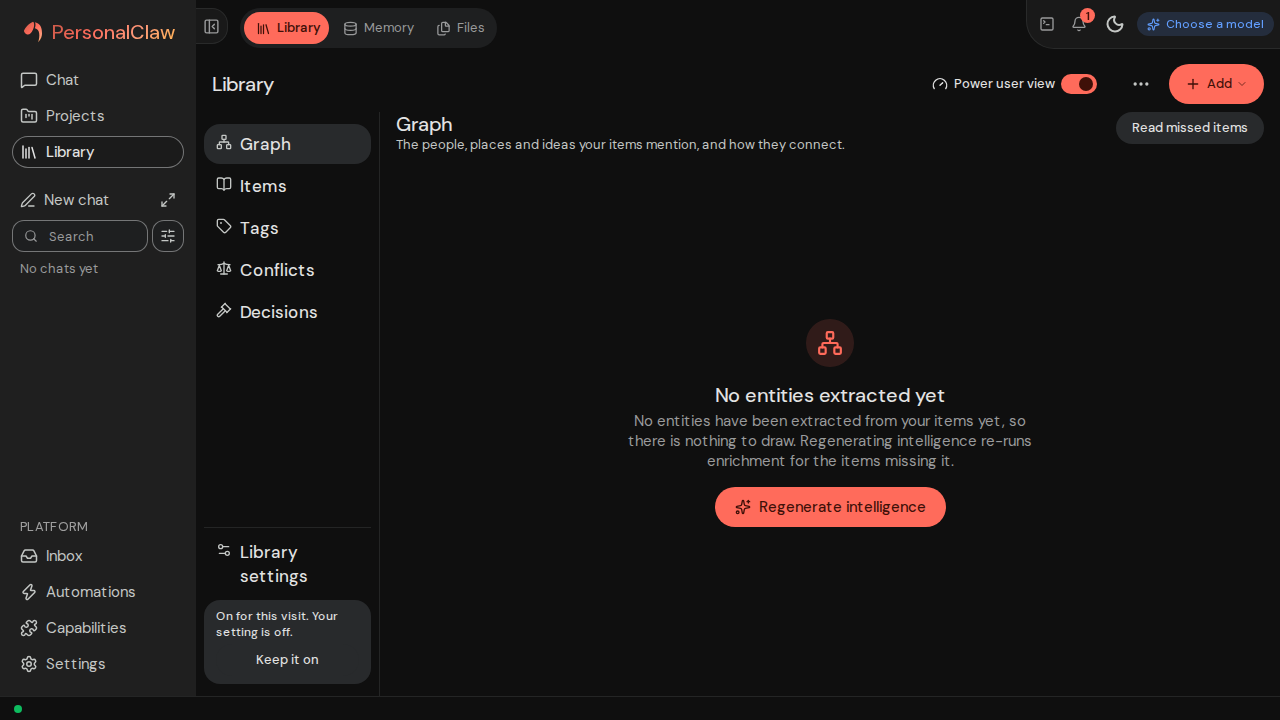 PersonalClaw
Chat
Projects
Library
New chat
Search
No chats yet
PLATFORM
Inbox
Automations
Capabilities
Settings
Library
Memory
Files
1
Choose a model
Library
Power user view
Add
Graph
Items
Tags
Conflicts
Decisions
Library
settings
On for this visit. Your
setting is off.
Keep it on
Graph
The people, places and ideas your items mention, and how they connect.
Read missed items
No entities extracted yet
No entities have been extracted from your items yet, so
there is nothing to draw. Regenerating intelligence re-runs
enrichment for the items missing it.
Regenerate intelligence